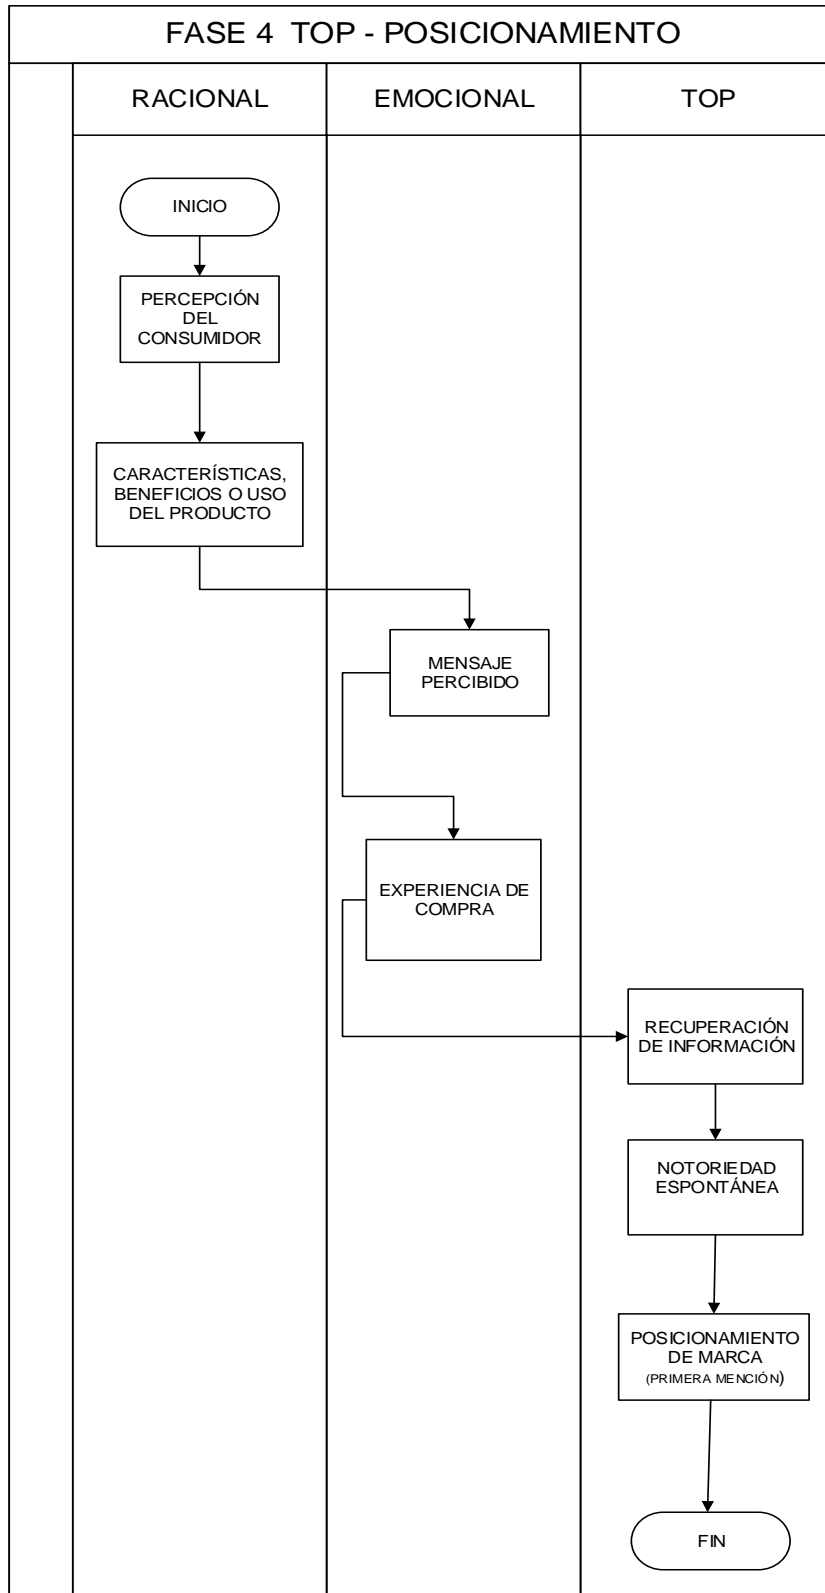 FASE 4 TOP - POSICIONAMIENTO
RACIONAL
EMOCIONAL
TOP
INICIO
PERCEPCIÓN
DEL
CONSUMIDOR
CARACTERÍSTICAS,
BENEFICIOS O USO
DEL PRODUCTO
MENSAJE
PERCIBIDO
EXPERIENCIA DE
COMPRA
RECUPERACIÓN
DE INFORMACIÓN
NOTORIEDAD
ESPONTÁNEA
POSICIONAMIENTO
DE MARCA
(PRIMERA MENCIÓN)
FIN